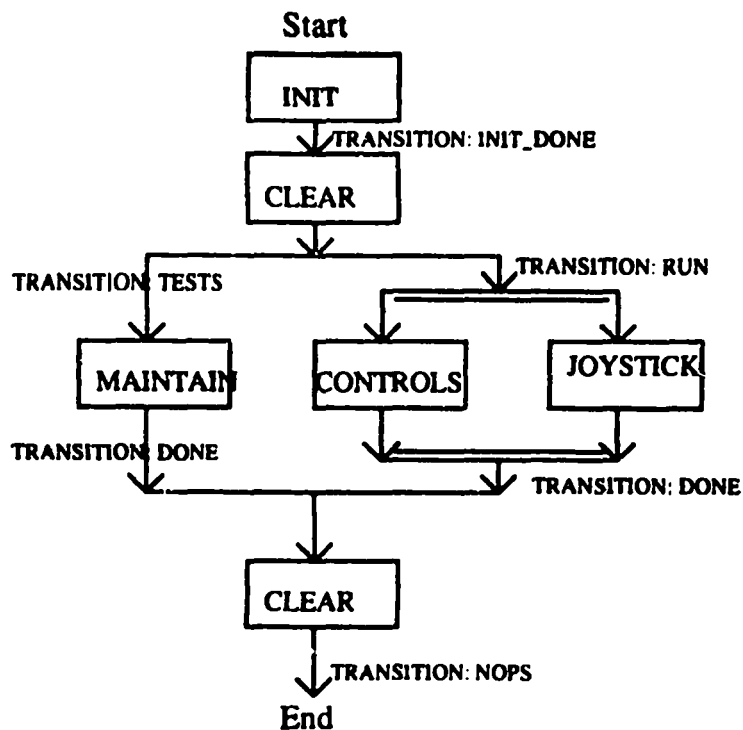 Start
INIT
TRANSITION: INIT_DONE
CLEAR
TRANSITION: TESTS
TRANSITION: RUN
MAINTAIN
CONTROLS
JOYSTICK
TRANSITION: DONE
TRANSITION: DONE
CLEAR
TRANSITION: NOPS
End